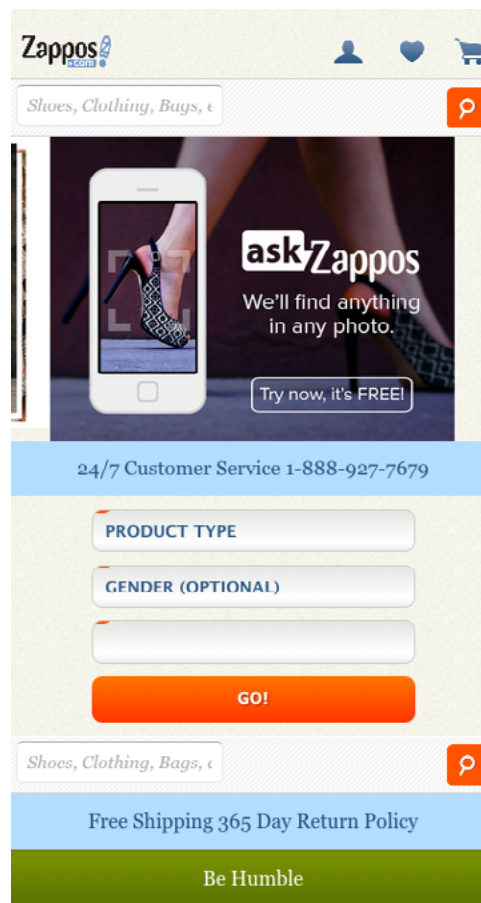 Zappos
.com
Shoes, Clothing, Bags, e
askZappos
We'll find anything
in any photo.
Try now, it's FREE!
24/7 Customer Service 1-888-927-7679
PRODUCT TYPE
GENDER (OPTIONAL)
GO!
Shoes, Clothing, Bags, e
Free Shipping 365 Day Return Policy
Be Humble